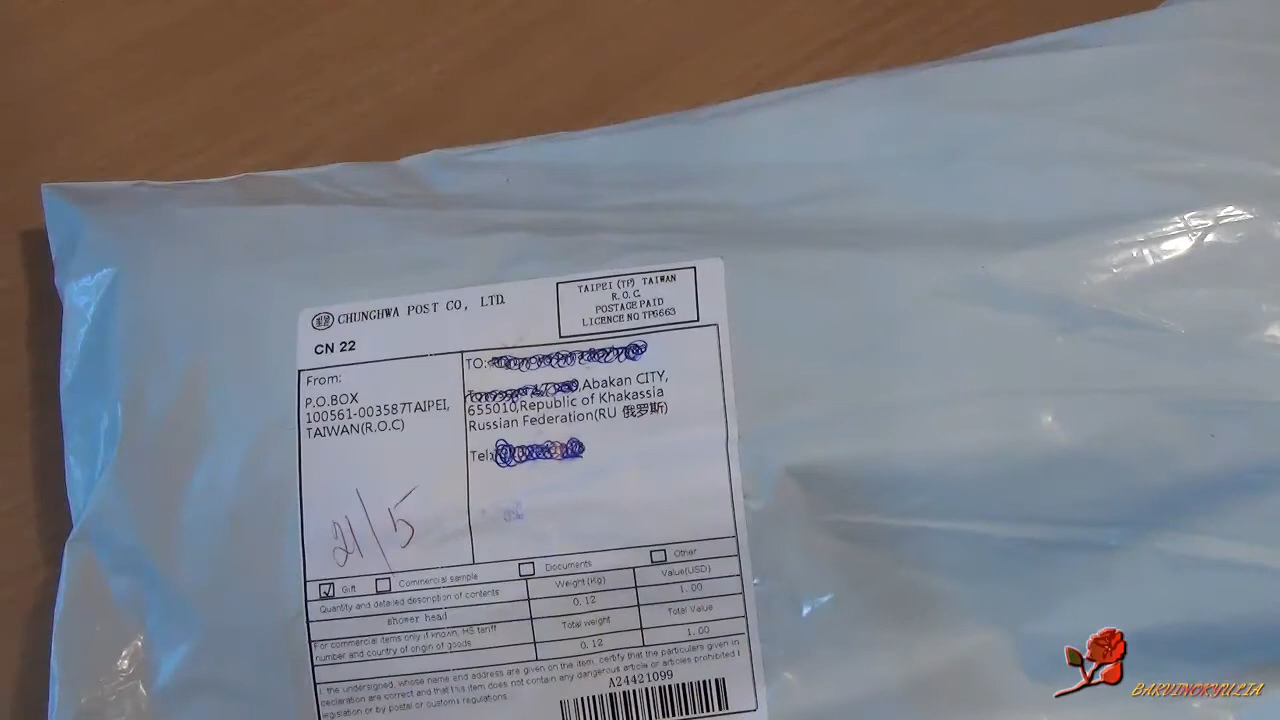 CHUNGHWA POST CO, LTD.
TAIPEI (TP) TAIWAN
R.O.C.
POSTAGE PAID
LICENCE NO TP6663
CN 22
From:
P.O.BOX
100561-003587TAIPEI,
TAIWAN(R.O.C)
21/5
TO:
,Abakan CITY,
655010,Republic of Khakassia
Russian Federation(RU 俄罗斯)
Tel:
Gift Commercial sample Documents Other
Quantity and detailed description of contents Weight(Kg) Value(USD)
shower head 0.12 1.00
For commercial items only if known, HS tariff
number and country of origin of goods
Total weight Total Value
0.12 1.00
I, the undersigned, whose name end address are given on the item, certify that the particulars given in
declaration are correct and that this item does not contain any dangerous article or articles prohibited
legislation or by postal or customs regulations.
A24421099
BARVINOKYULIA